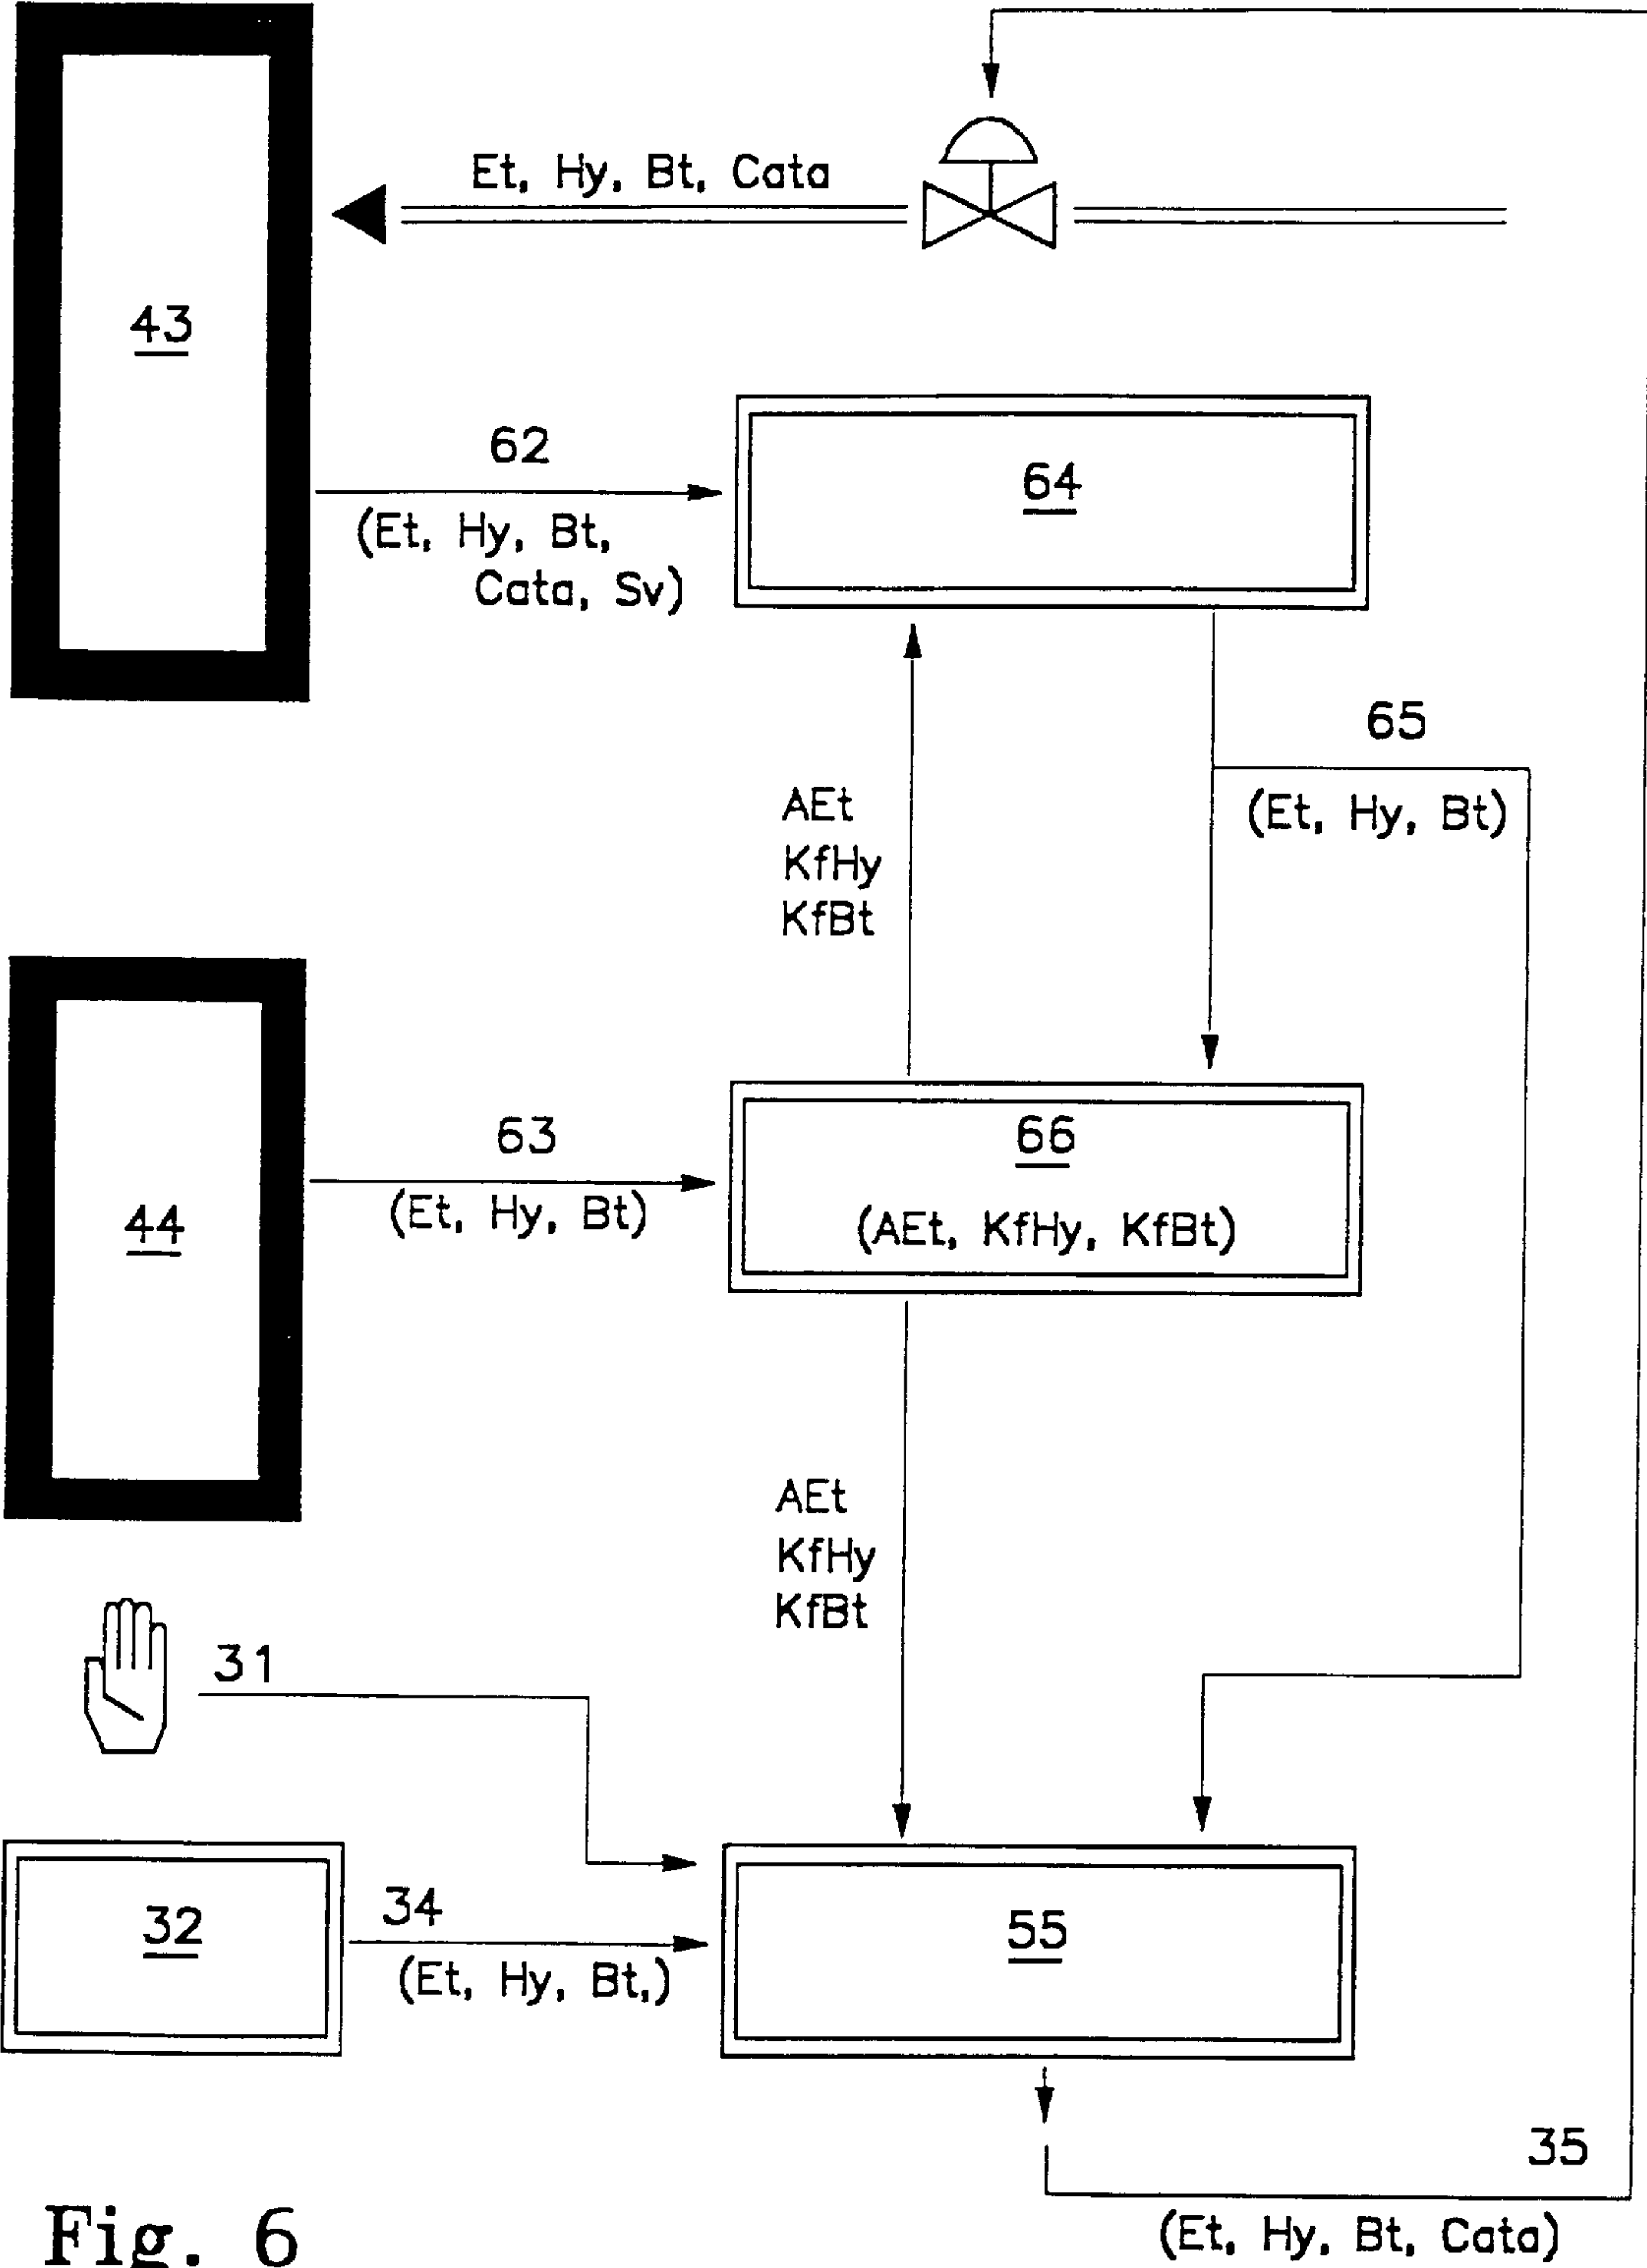 Et, Hy, Bt, Cata
43
62
64
(Et, Hy, Bt,
Cata, Sv)
65
(Et, Hy, Bt)
AEt
KfHy
KfBt
63
66
(Et, Hy, Bt)
44
(AEt, KfHy, KfBt)
AEt
KfHy
KfBt
31
34
32
55
(Et, Hy, Bt,)
35
(Et, Hy, Bt, Cata)
Fig. 6